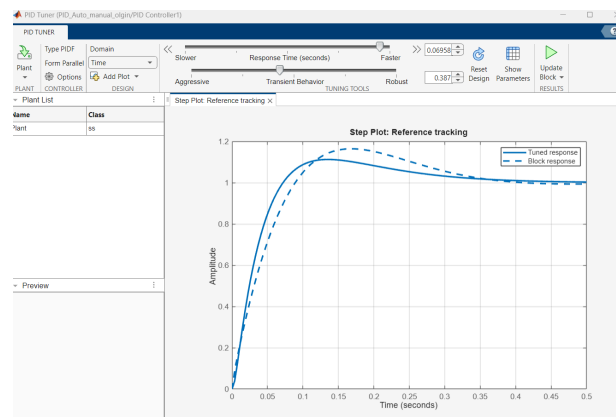 PID Tuner (PID_Auto_manual_olgin/PID Controller1)
PID TUNER
Plant
PLANT
Type PIDF
Form Parallel
Options
CONTROLLER
Domain
Time
Add Plot
DESIGN
Slower Response Time (seconds) Faster
Aggressive Transient Behavior Robust
TUNING TOOLS
0.06958
0.387
Reset Design
Show Parameters
Update Block
RESULTS
Plant List
Name Class
Plant ss
Preview
Step Plot: Reference tracking
Step Plot: Reference tracking
Tuned response
Block response
Amplitude
1.2
1
0.8
0.6
0.4
0.2
0
0 0.05 0.1 0.15 0.2 0.25 0.3 0.35 0.4 0.45 0.5
Time (seconds)